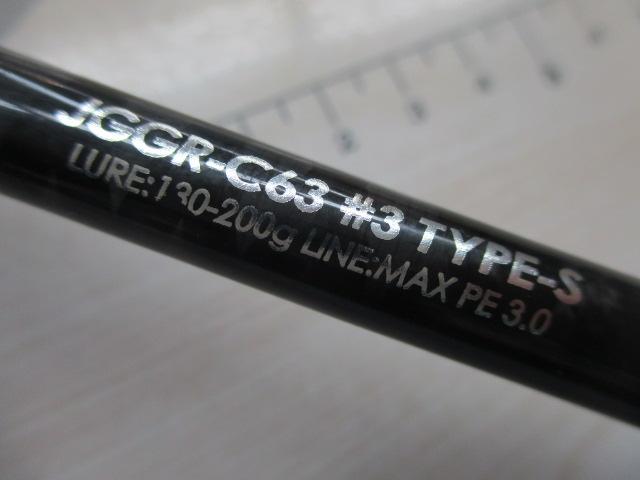 JGGR-C63 #3 TYPE-S
LURE:130-200g LINE:MAX PE 3.0